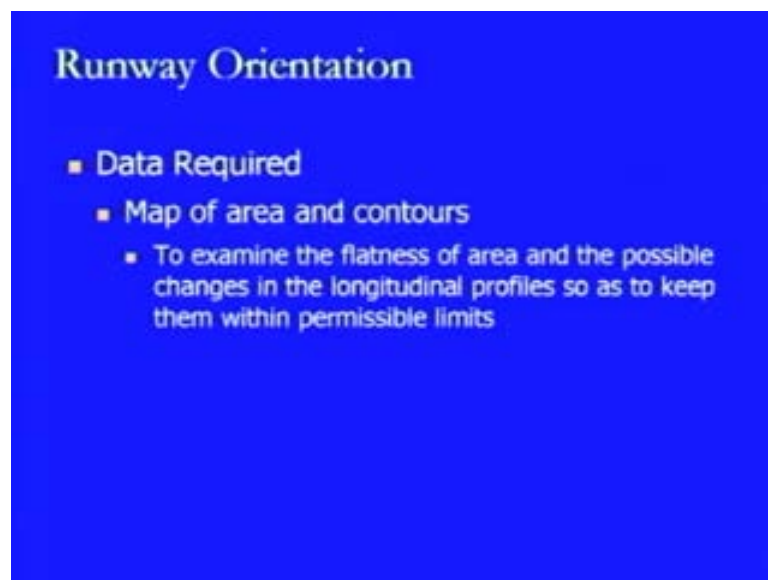 Runway Orientation
Data Required
Map of area and contours
To examine the flatness of area and the possible
changes in the longitudinal profiles so as to keep
them within permissible limits